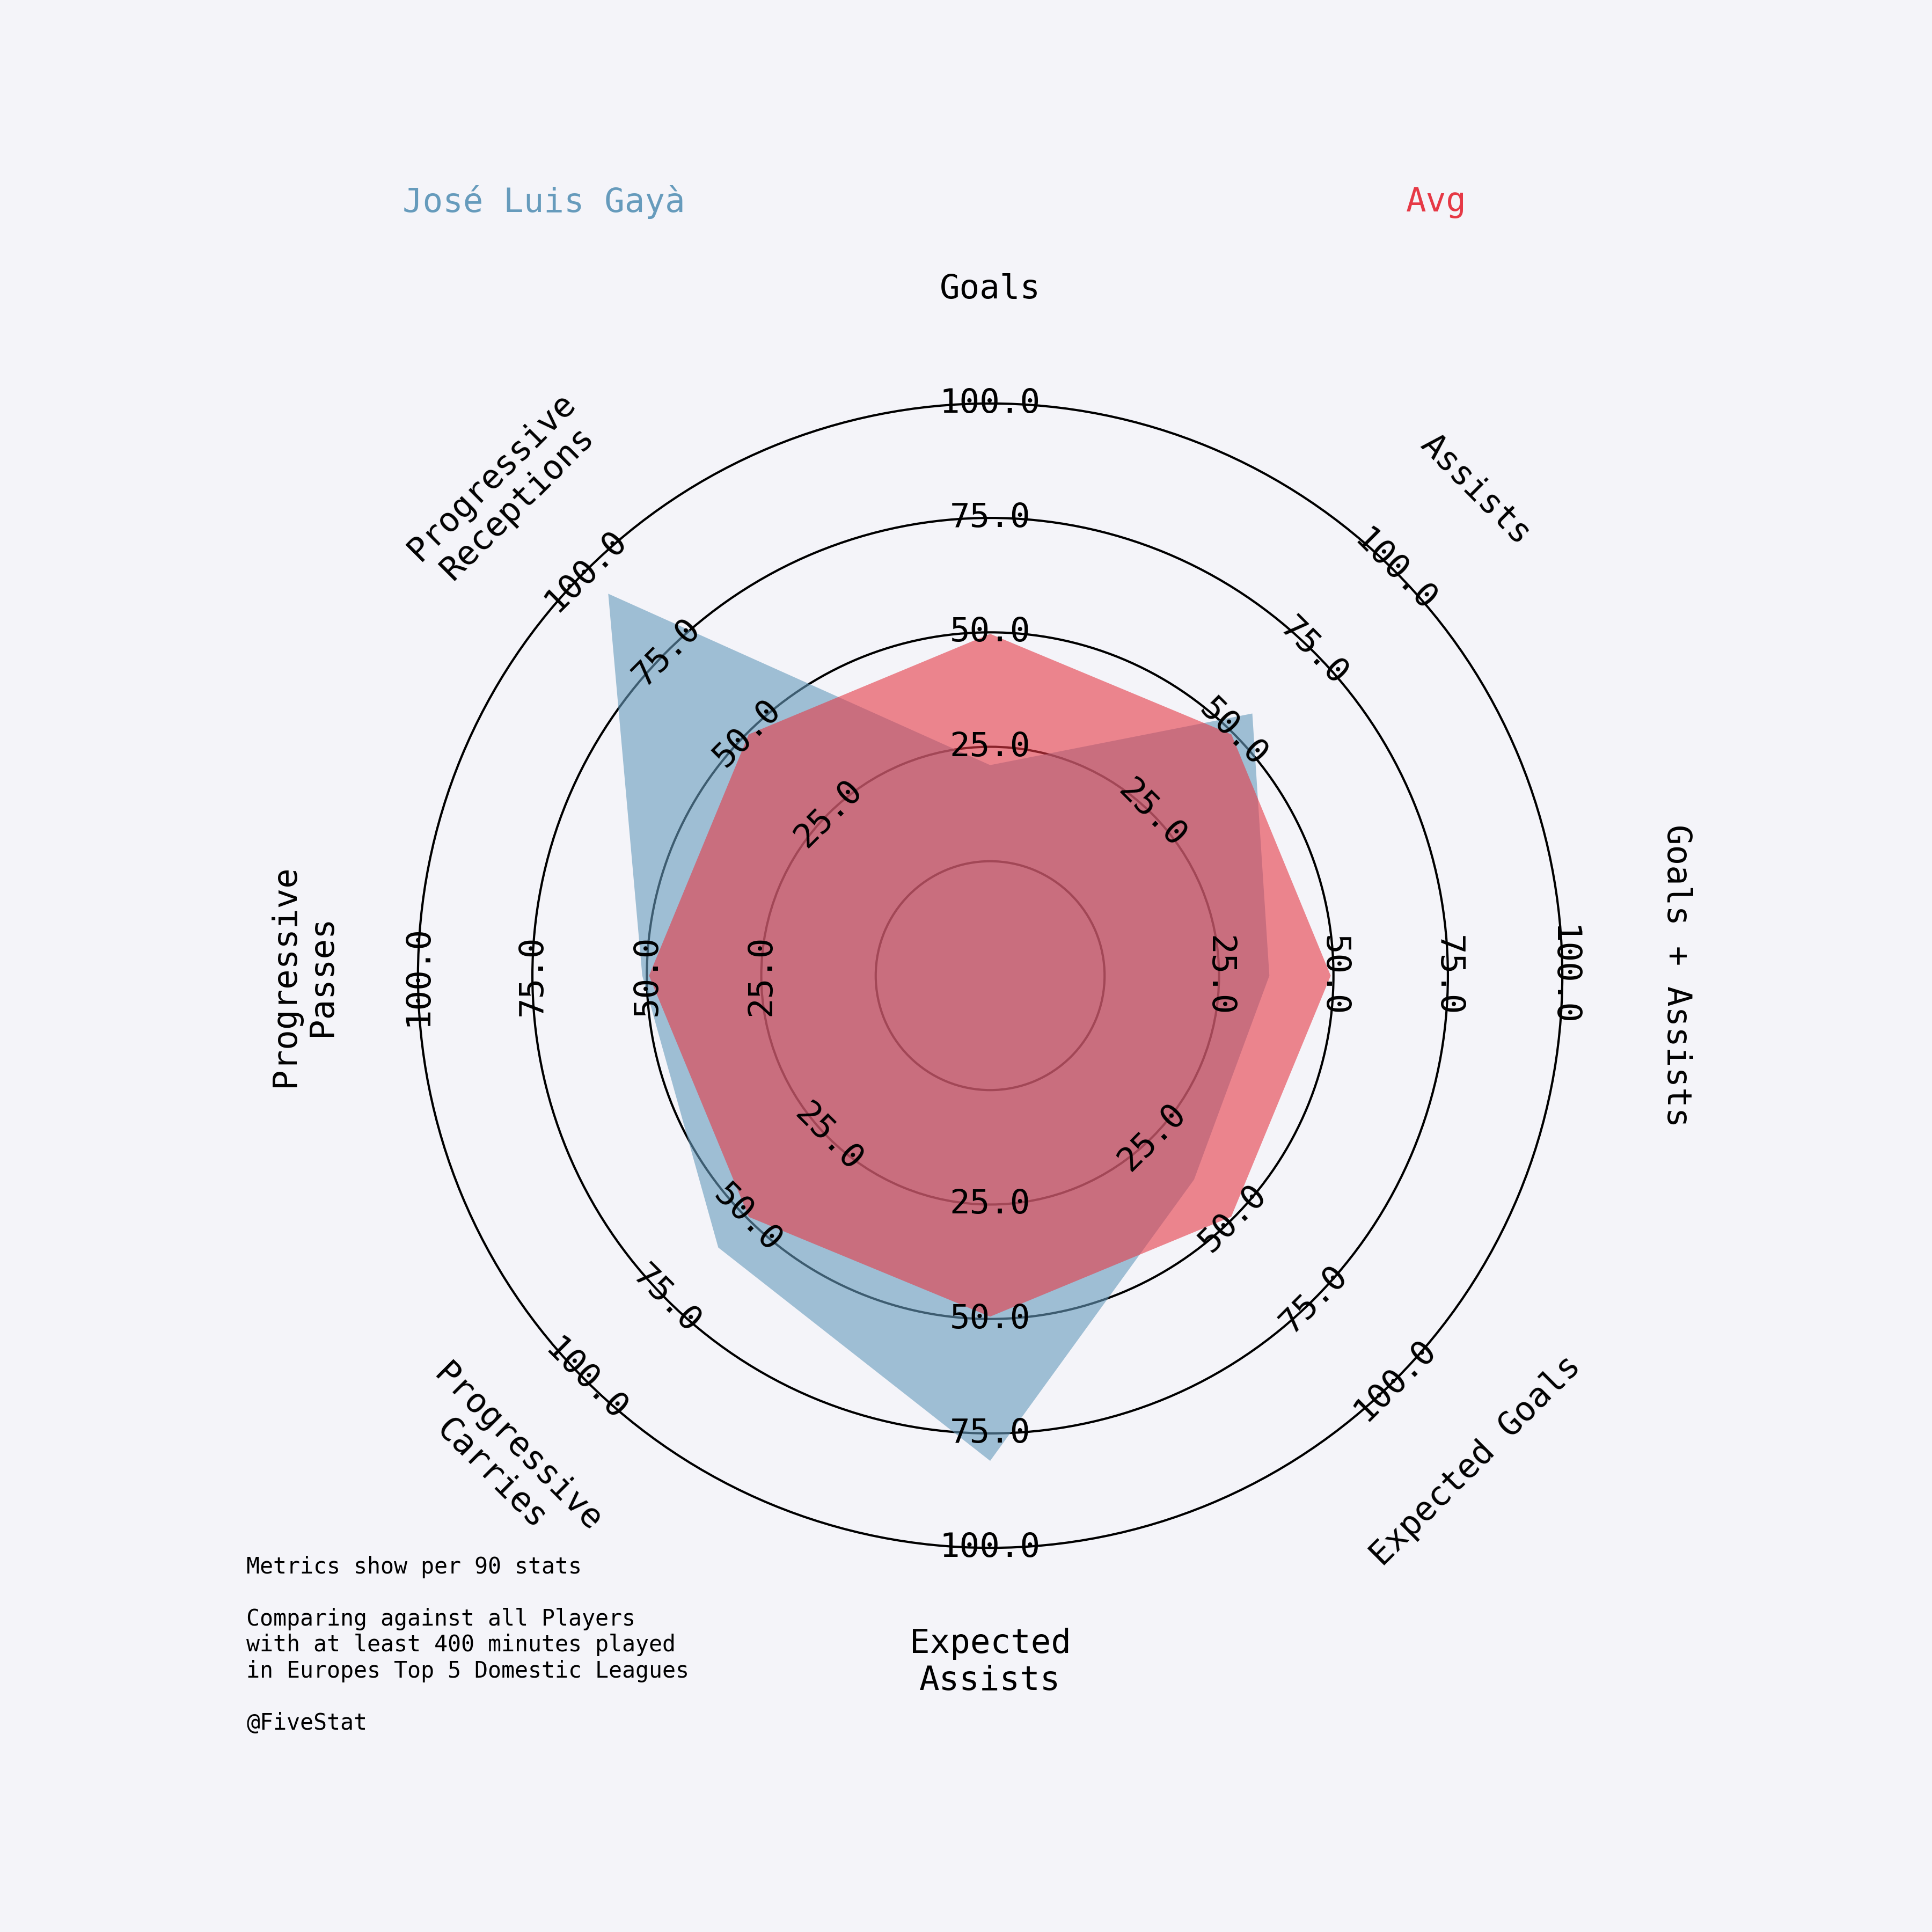 José Luis Gayà
Avg
Goals
Assists
Goals + Assists
Expected Goals
Expected
Assists
Progressive
Carries
Progressive
Passes
Progressive
Receptions
25.0
50.0
75.0
100.0
25.0
50.0
75.0
100.0
25.0
50.0
75.0
100.0
25.0
50.0
75.0
100.0
25.0
50.0
75.0
100.0
25.0
50.0
75.0
100.0
25.0
50.0
75.0
100.0
25.0
50.0
75.0
100.0
Metrics show per 90 stats
Comparing against all Players
with at least 400 minutes played
in Europes Top 5 Domestic Leagues
@FiveStat